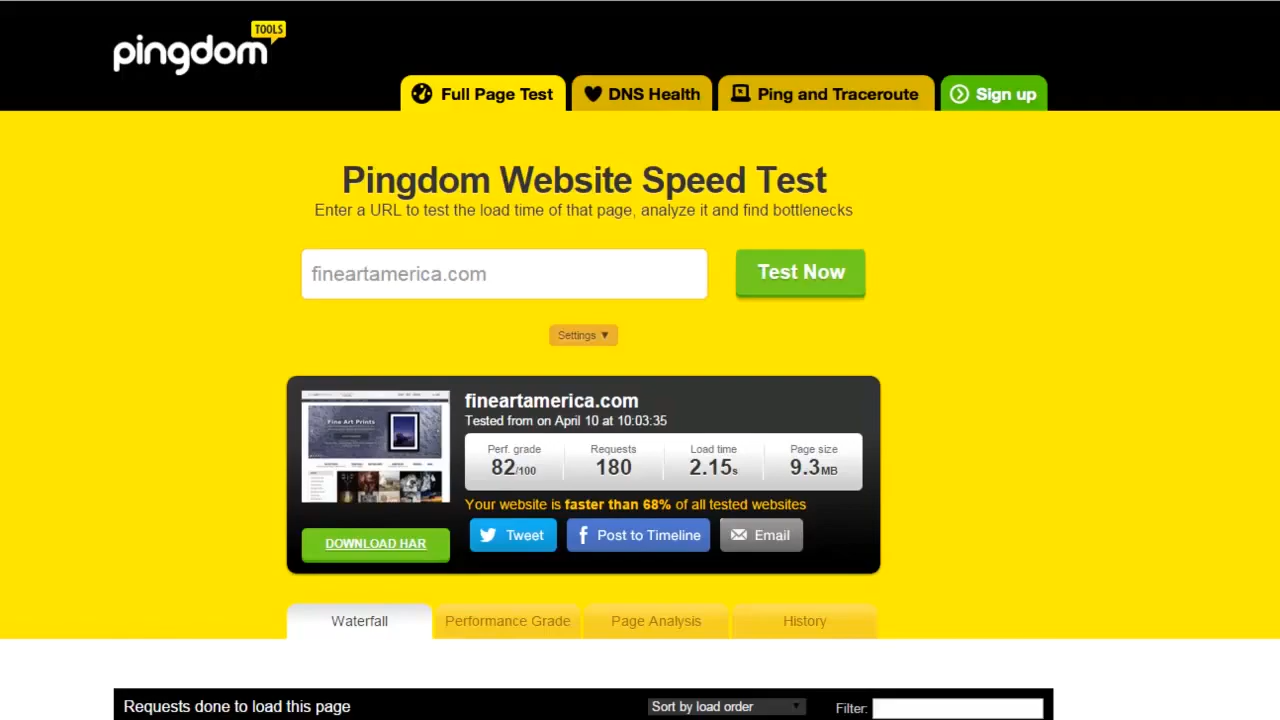 TOOLS
pingdom
Full Page Test
DNS Health
Ping and Traceroute
Sign up
Pingdom Website Speed Test
Enter a URL to test the load time of that page, analyze it and find bottlenecks
fineartamerica.com
Test Now
Settings ▼
fineartamerica.com
Tested from on April 10 at 10:03:35
Fine Art Prints
Perf. grade
Requests
Load time
Page size
82/100
180
2.15s
9.3MB
Your website is faster than 68% of all tested websites
Tweet
Post to Timeline
Email
DOWNLOAD HAR
Waterfall
Performance Grade
Page Analysis
History
Requests done to load this page
Sort by load order
Filter: